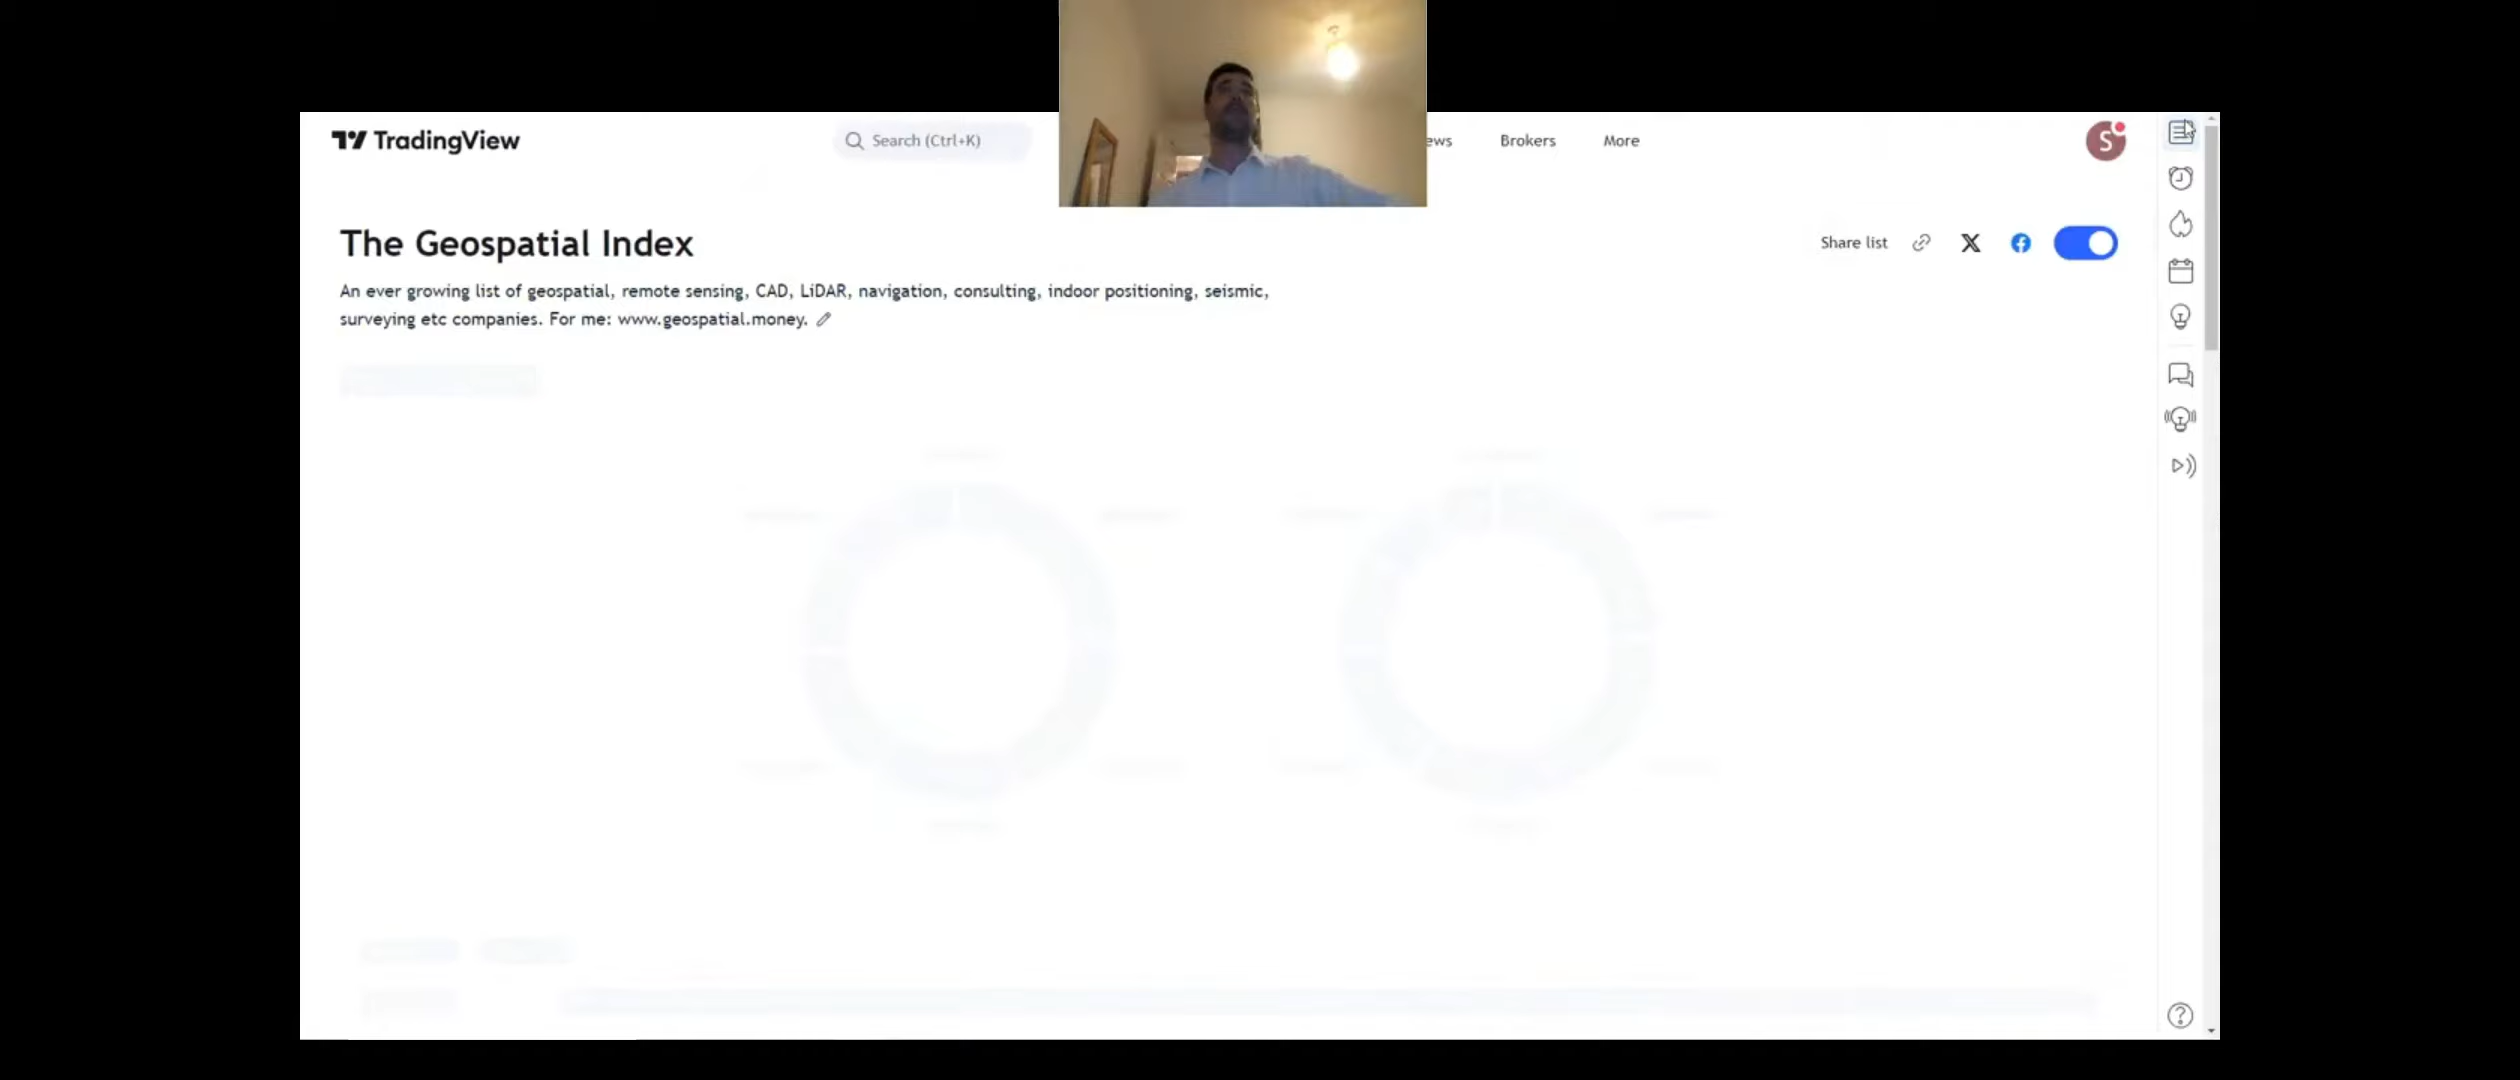 TradingView
Search (Ctrl+K)
ews
Brokers
More
S
The Geospatial Index
Share list
An ever growing list of geospatial, remote sensing, CAD, LiDAR, navigation, consulting, indoor positioning, seismic,
surveying etc companies. For me: www.geospatial.money.